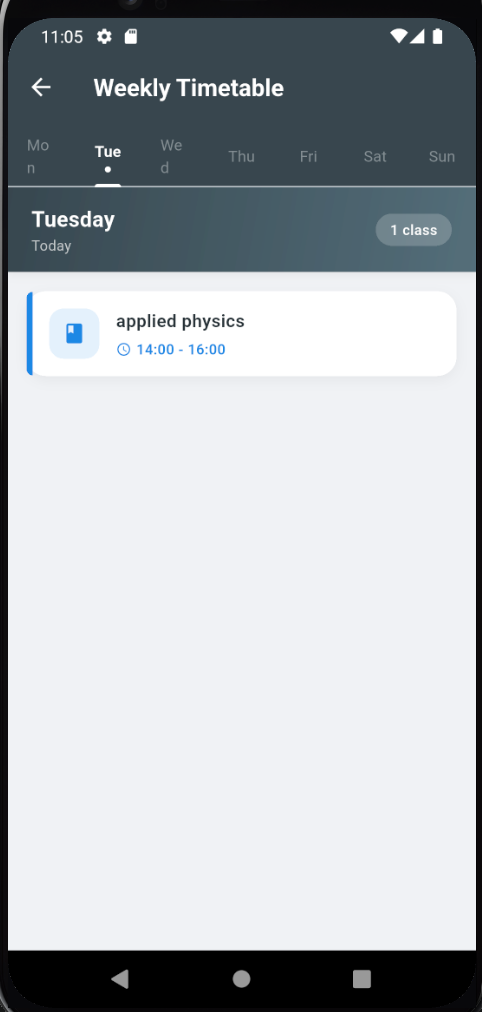 11:05
Weekly Timetable
Mo
n
Tue
We
d
Thu
Fri
Sat
Sun
Tuesday
Today
1 class
applied physics
14:00 - 16:00